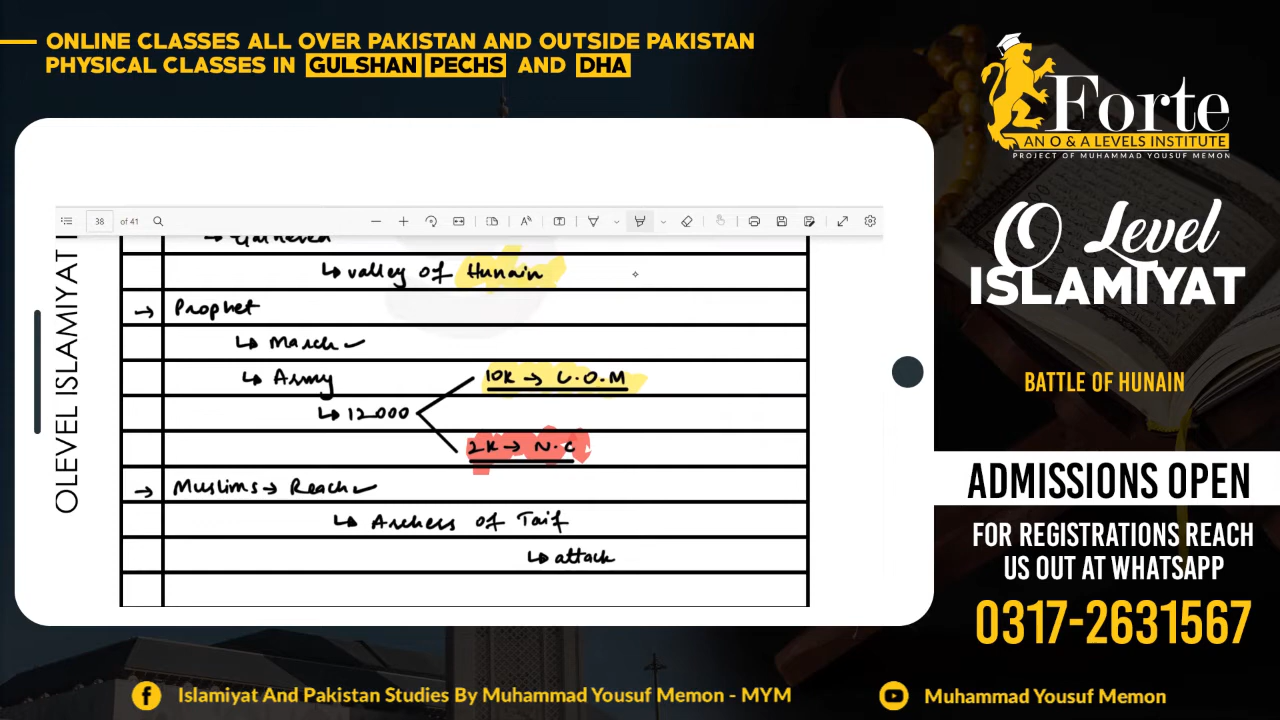 ONLINE CLASSES ALL OVER PAKISTAN AND OUTSIDE PAKISTAN
PHYSICAL CLASSES IN GULSHAN PECHS AND DHA
Forte
AN O & A LEVELS INSTITUTE
PROJECT OF MUHAMMAD YOUSUF MEMON
O Level
ISLAMIYAT
BATTLE OF HUNAIN
ADMISSIONS OPEN
FOR REGISTRATIONS REACH
US OUT AT WHATSAPP
0317-2631567
38 of 41
OLEVEL ISLAMIYAT
↳ Gathered
↳ valley of Hunain
→ Prophet
↳ March ✓
↳ Army
10K → C.O.M
↳ 12000
2K → N.C
→ Muslims → Reach ✓
↳ Archers of Taif
↳ attack
Islamiyat And Pakistan Studies By Muhammad Yousuf Memon - MYM
Muhammad Yousuf Memon